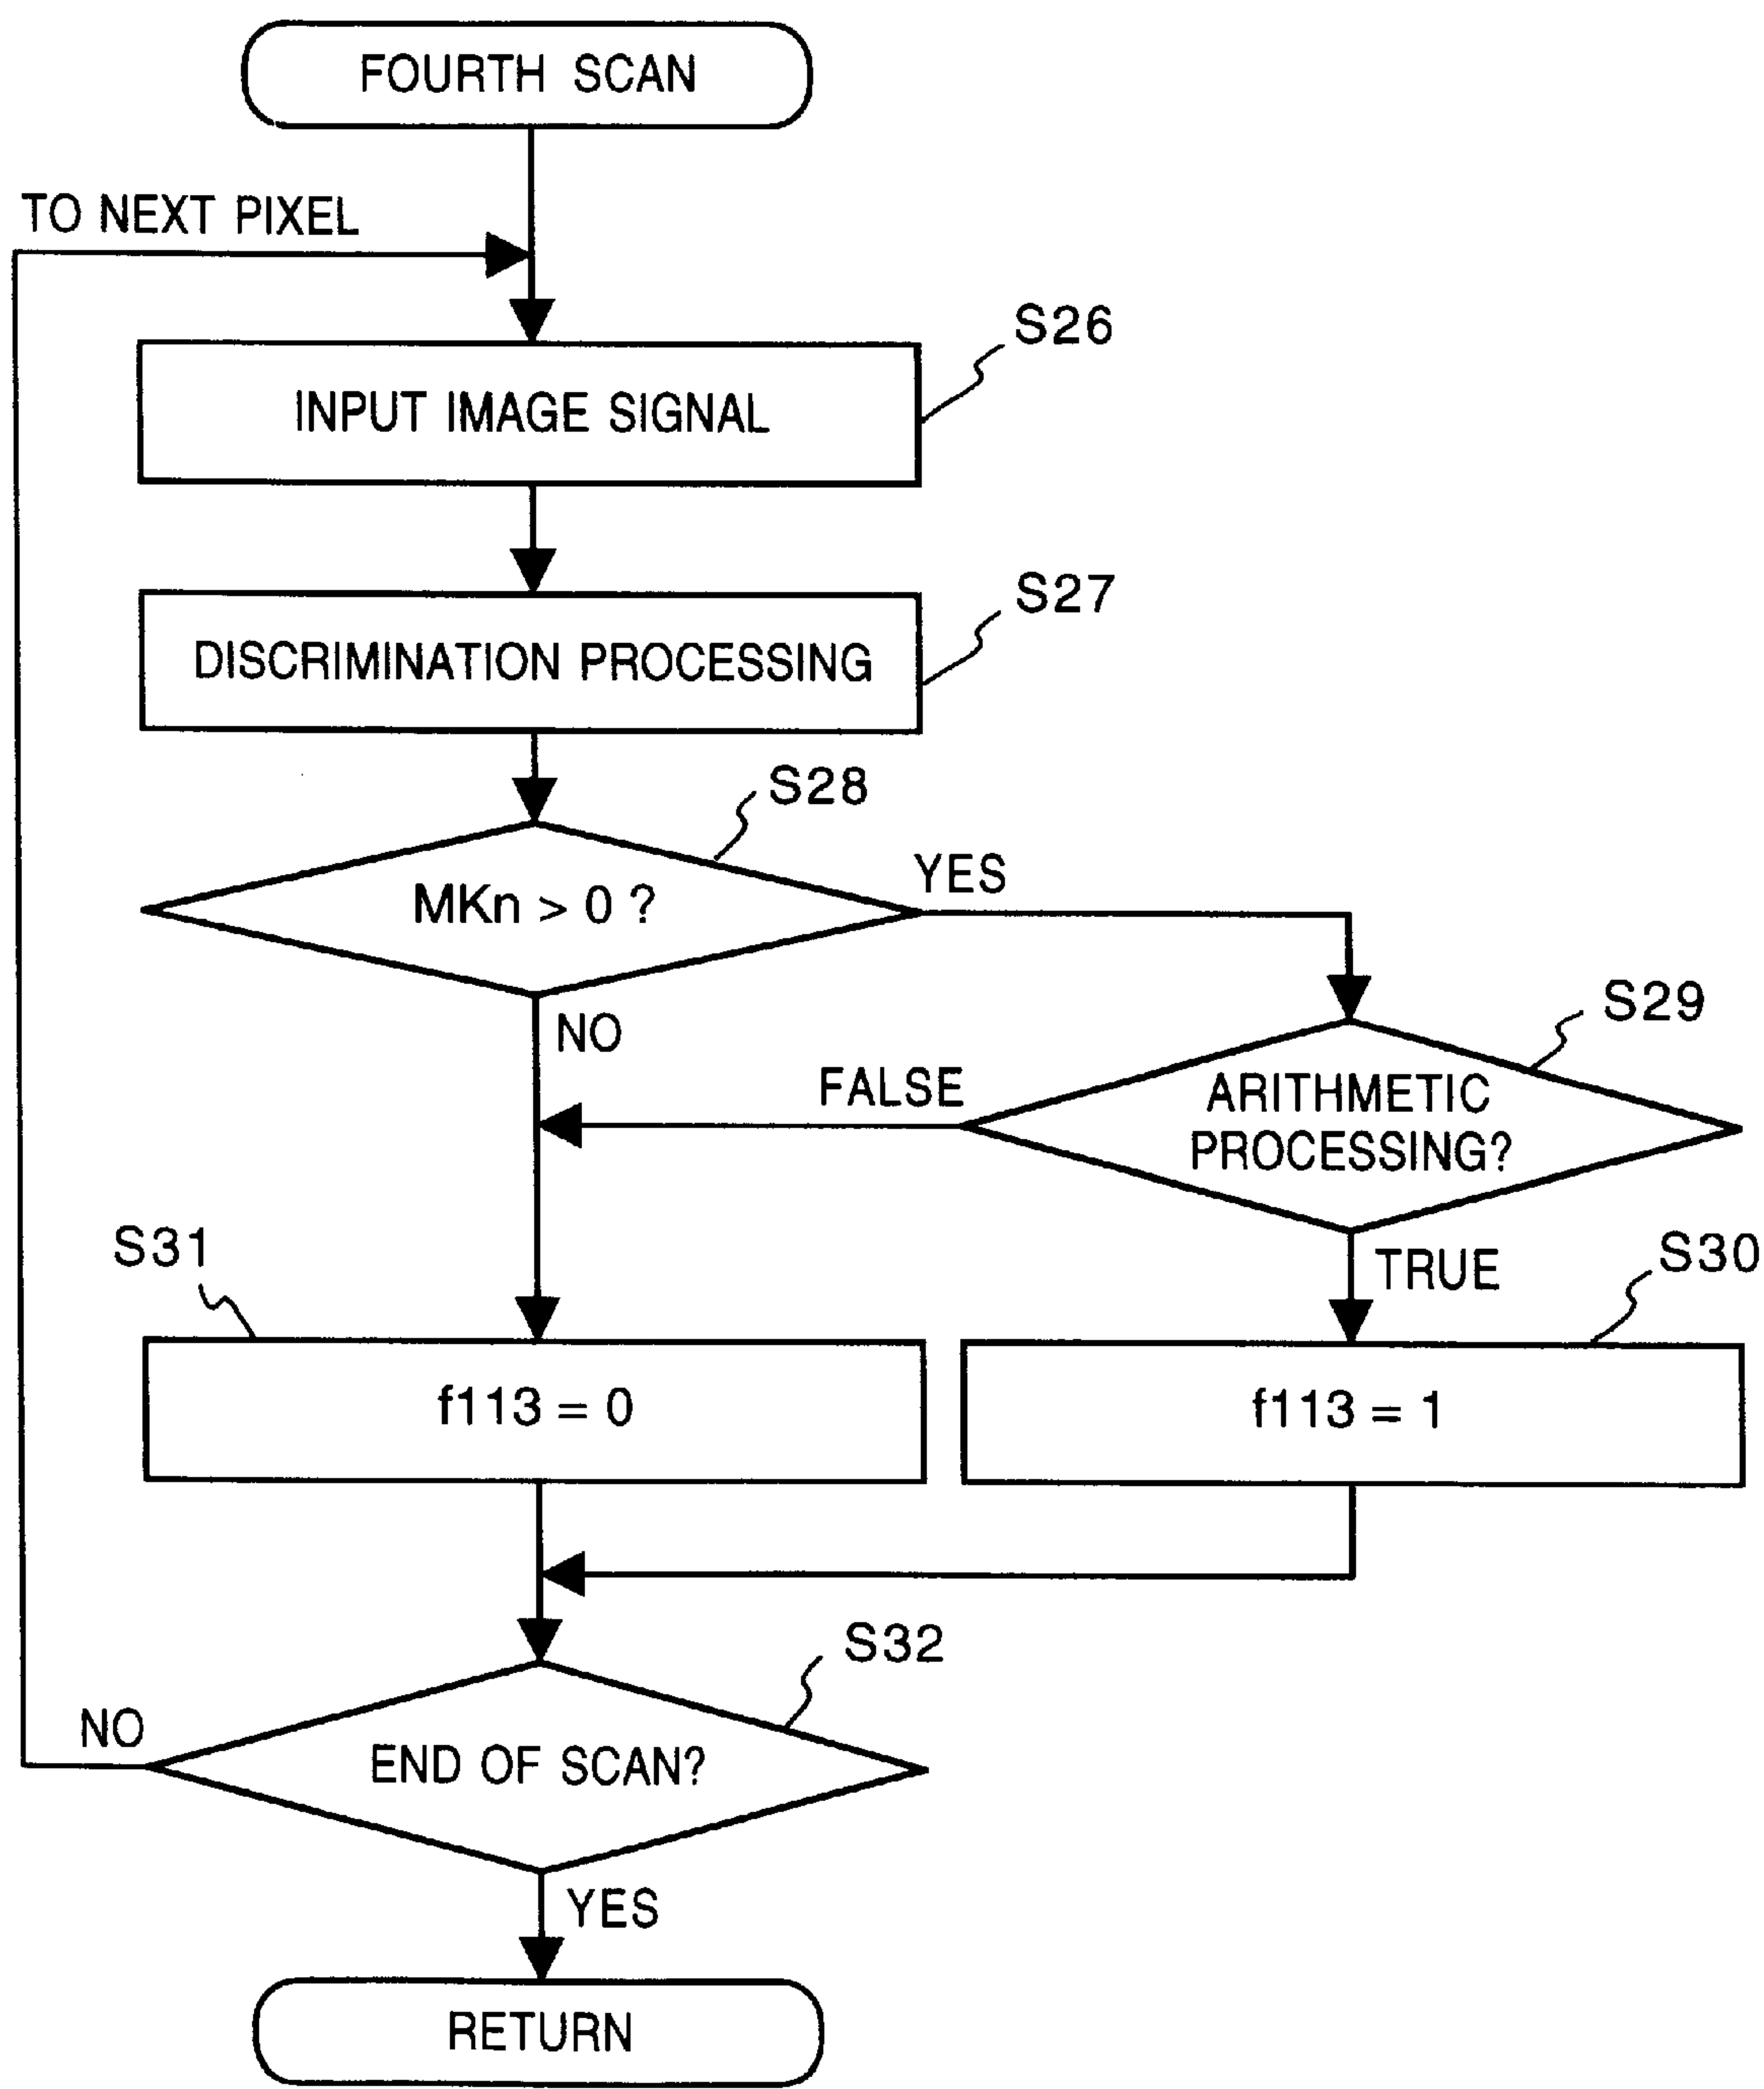 FOURTH SCAN
TO NEXT PIXEL
S26
INPUT IMAGE SIGNAL
S27
DISCRIMINATION PROCESSING
S28
MKn > 0 ?
YES
NO
S29
FALSE
ARITHMETIC
PROCESSING?
S31
TRUE
S30
f113 = 0
f113 = 1
S32
NO
END OF SCAN?
YES
RETURN